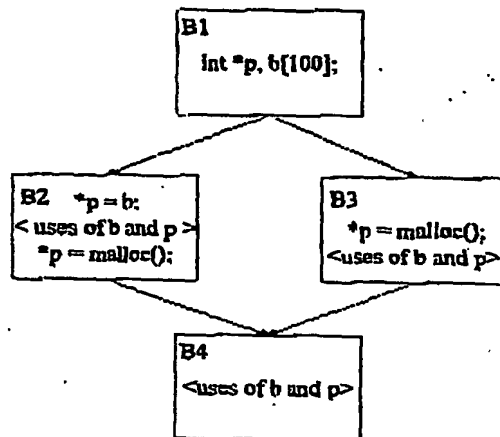 B1
int *p, b[100];
B2
*p = b;
< uses of b and p >
*p = malloc();
B3
*p = malloc();
<uses of b and p>
B4
<uses of b and p>